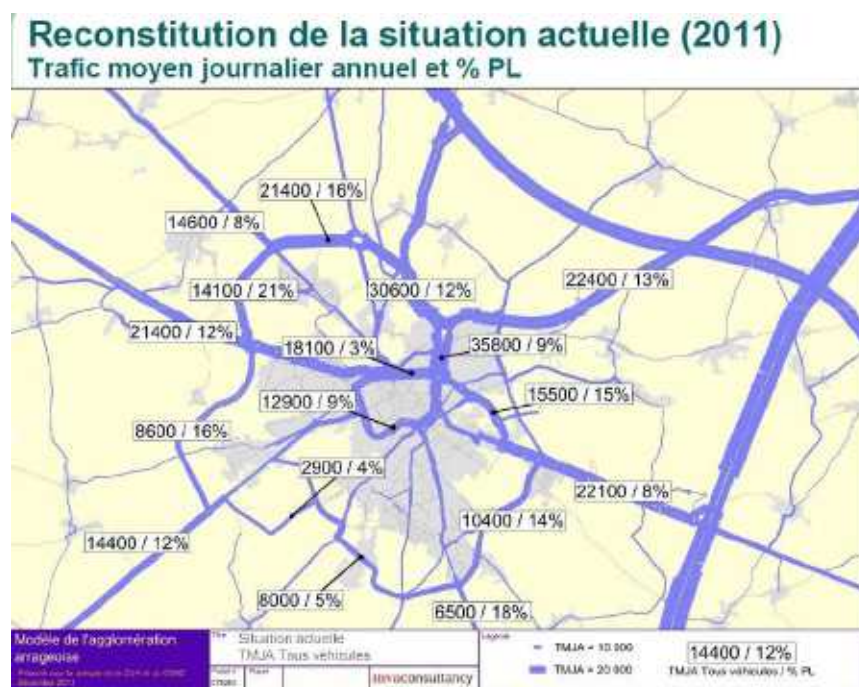 Reconstitution de la situation actuelle (2011)
Trafic moyen journalier annuel et % PL
21400 / 16%
14600 / 8%
14100 / 21%
30600 / 12%
22400 / 13%
21400 / 12%
18100 / 3%
35800 / 9%
12900 / 9%
15500 / 15%
8600 / 16%
2900 / 4%
22100 / 8%
10400 / 14%
14400 / 12%
8000 / 5%
6500 / 18%
Modèle de l'agglomération
arrageoise
Situation actuelle
TMJA Tous véhicules
TMJA = 10 000
TMJA = 20 000
14400 / 12%
TMJA Tous véhicules / % PL